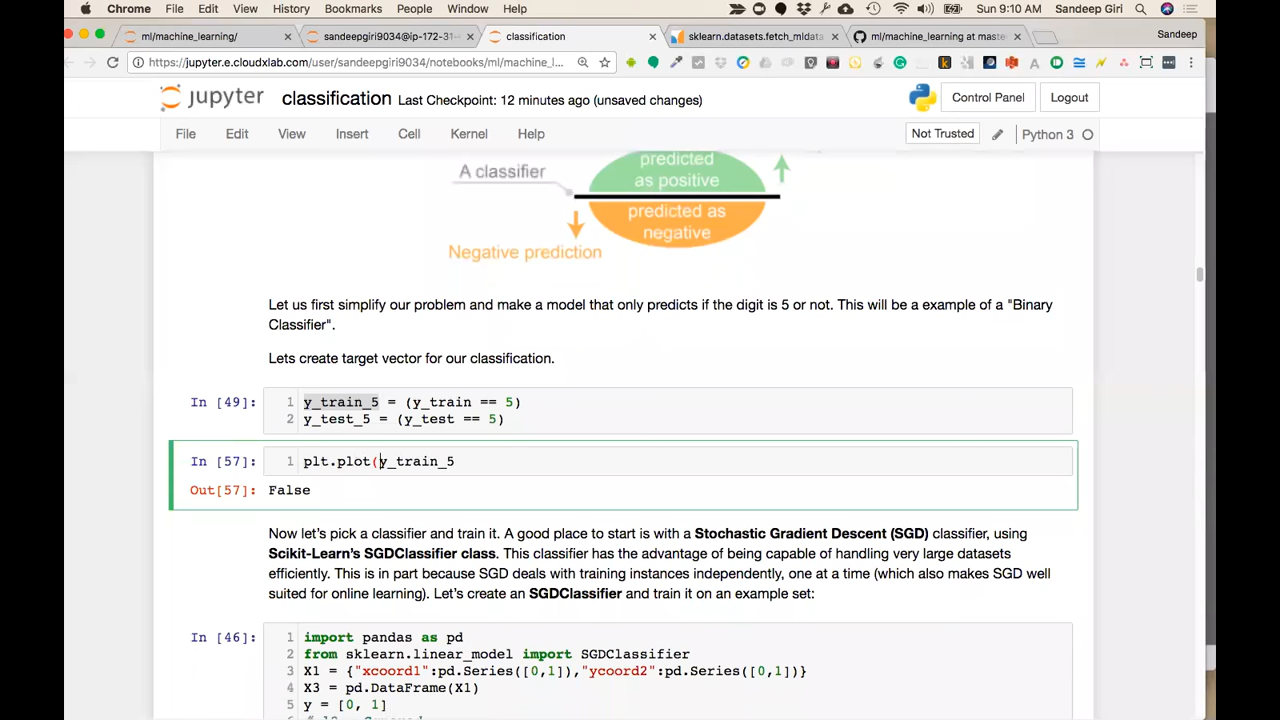 Chrome File Edit View History Bookmarks People Window Help Sun 9:10 AM Sandeep Giri
ml/machine_learning/ sandeepgiri9034@ip-172-31- classification sklearn.datasets.fetch_mldata ml/machine_learning at maste Sandeep
https://jupyter.e.cloudxlab.com/user/sandeepgiri9034/notebooks/ml/machine_l...
jupyter classification Last Checkpoint: 12 minutes ago (unsaved changes) Control Panel Logout
File Edit View Insert Cell Kernel Help Not Trusted Python 3
predicted
A classifier
as positive
predicted as
negative
Negative prediction
Let us first simplify our problem and make a model that only predicts if the digit is 5 or not. This will be a example of a "Binary
Classifier".
Lets create target vector for our classification.
In [49]: 1 y_train_5 = (y_train == 5)
2 y_test_5 = (y_test == 5)
In [57]: 1 plt.plot(y_train_5
Out[57]: False
Now let's pick a classifier and train it. A good place to start is with a Stochastic Gradient Descent (SGD) classifier, using
Scikit-Learn's SGDClassifier class. This classifier has the advantage of being capable of handling very large datasets
efficiently. This is in part because SGD deals with training instances independently, one at a time (which also makes SGD well
suited for online learning). Let's create an SGDClassifier and train it on an example set:
In [46]: 1 import pandas as pd
2 from sklearn.linear_model import SGDClassifier
3 X1 = {"xcoord1":pd.Series([0,1]),"ycoord2":pd.Series([0,1])}
4 X3 = pd.DataFrame(X1)
5 y = [0, 1]